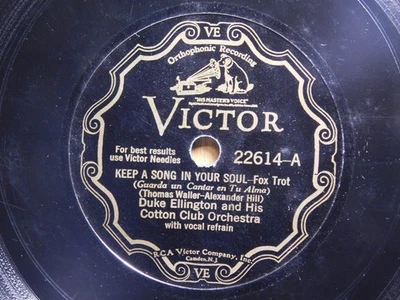 VE
Orthophonic Recording
"HIS MASTER'S VOICE"
VICTOR
For best results
use Victor Needles
22614-A
KEEP A SONG IN YOUR SOUL-Fox Trot
(Guarda un Cantar en Tu Alma)
(Thomas Waller-Alexander Hill)
Duke Ellington and His
Cotton Club Orchestra
with vocal refrain
RCA Victor Company, Inc.
Camden, N.J.
VE